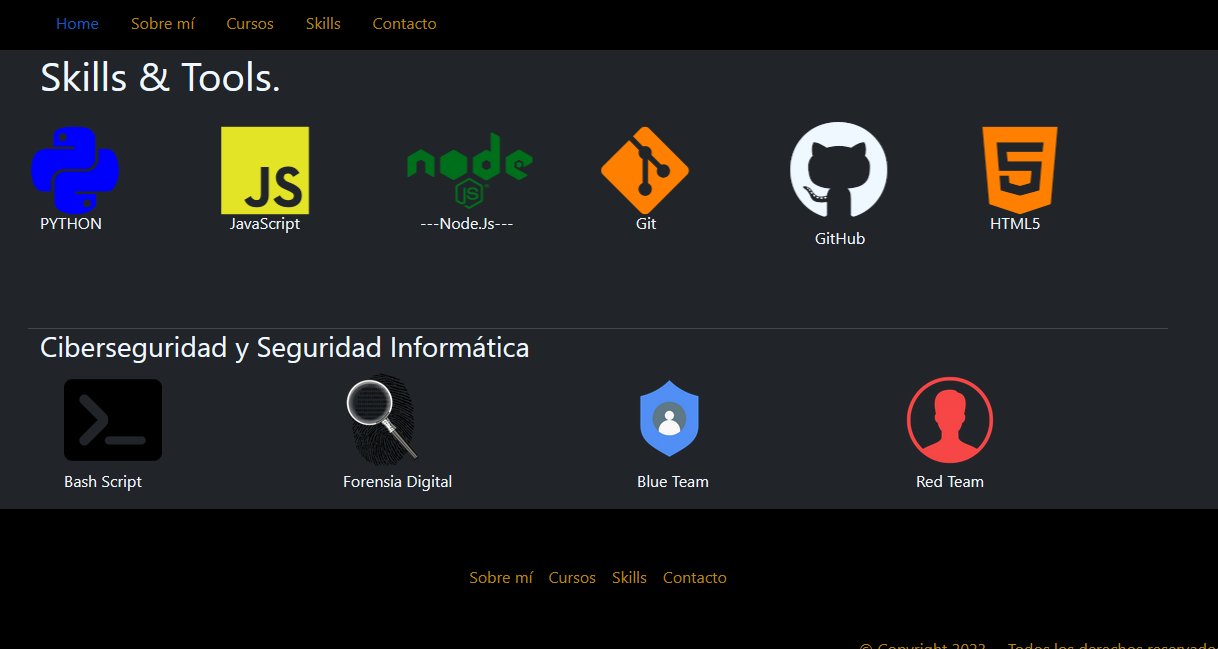 Home Sobre mí Cursos Skills Contacto
Skills & Tools.
JS
node
JS
5
PYTHON JavaScript ---Node.Js--- Git GitHub HTML5
Ciberseguridad y Seguridad Informática
Bash Script Forensia Digital Blue Team Red Team
Sobre mí Cursos Skills Contacto
© Copyright 2023 Todos los derechos reservado